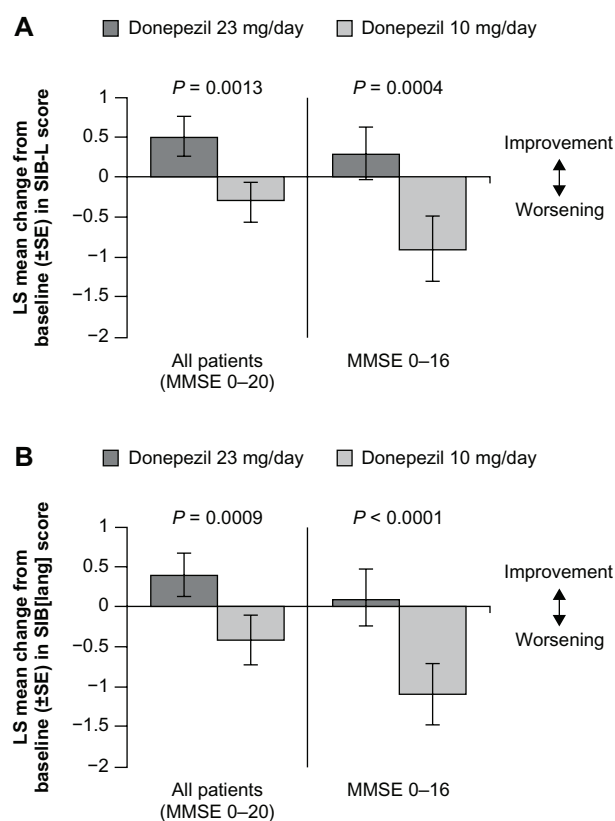 A
Donepezil 23 mg/day Donepezil 10 mg/day
P = 0.0013 P = 0.0004
LS mean change from
baseline (±SE) in SIB-L score
1
0.5
0
−0.5
−1
−1.5
−2
Improvement
Worsening
All patients
(MMSE 0–20)
MMSE 0–16
B
Donepezil 23 mg/day Donepezil 10 mg/day
P = 0.0009 P < 0.0001
LS mean change from
baseline (±SE) in SIB[lang] score
1
0.5
0
−0.5
−1
−1.5
−2
Improvement
Worsening
All patients
(MMSE 0–20)
MMSE 0–16